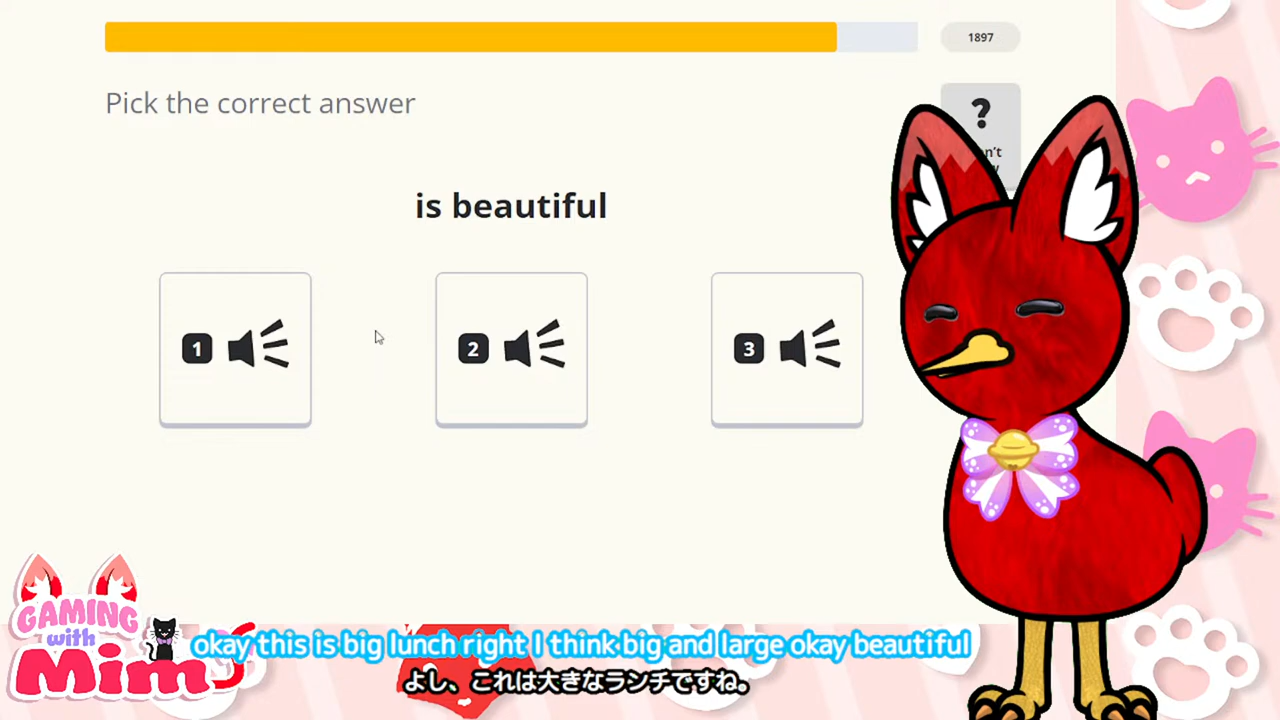 1897
Pick the correct answer
?
is beautiful
1
2
3
GAMING
with
Mim
okay this is big lunch right I think big and large okay beautiful
よし、これは大きなランチですね。